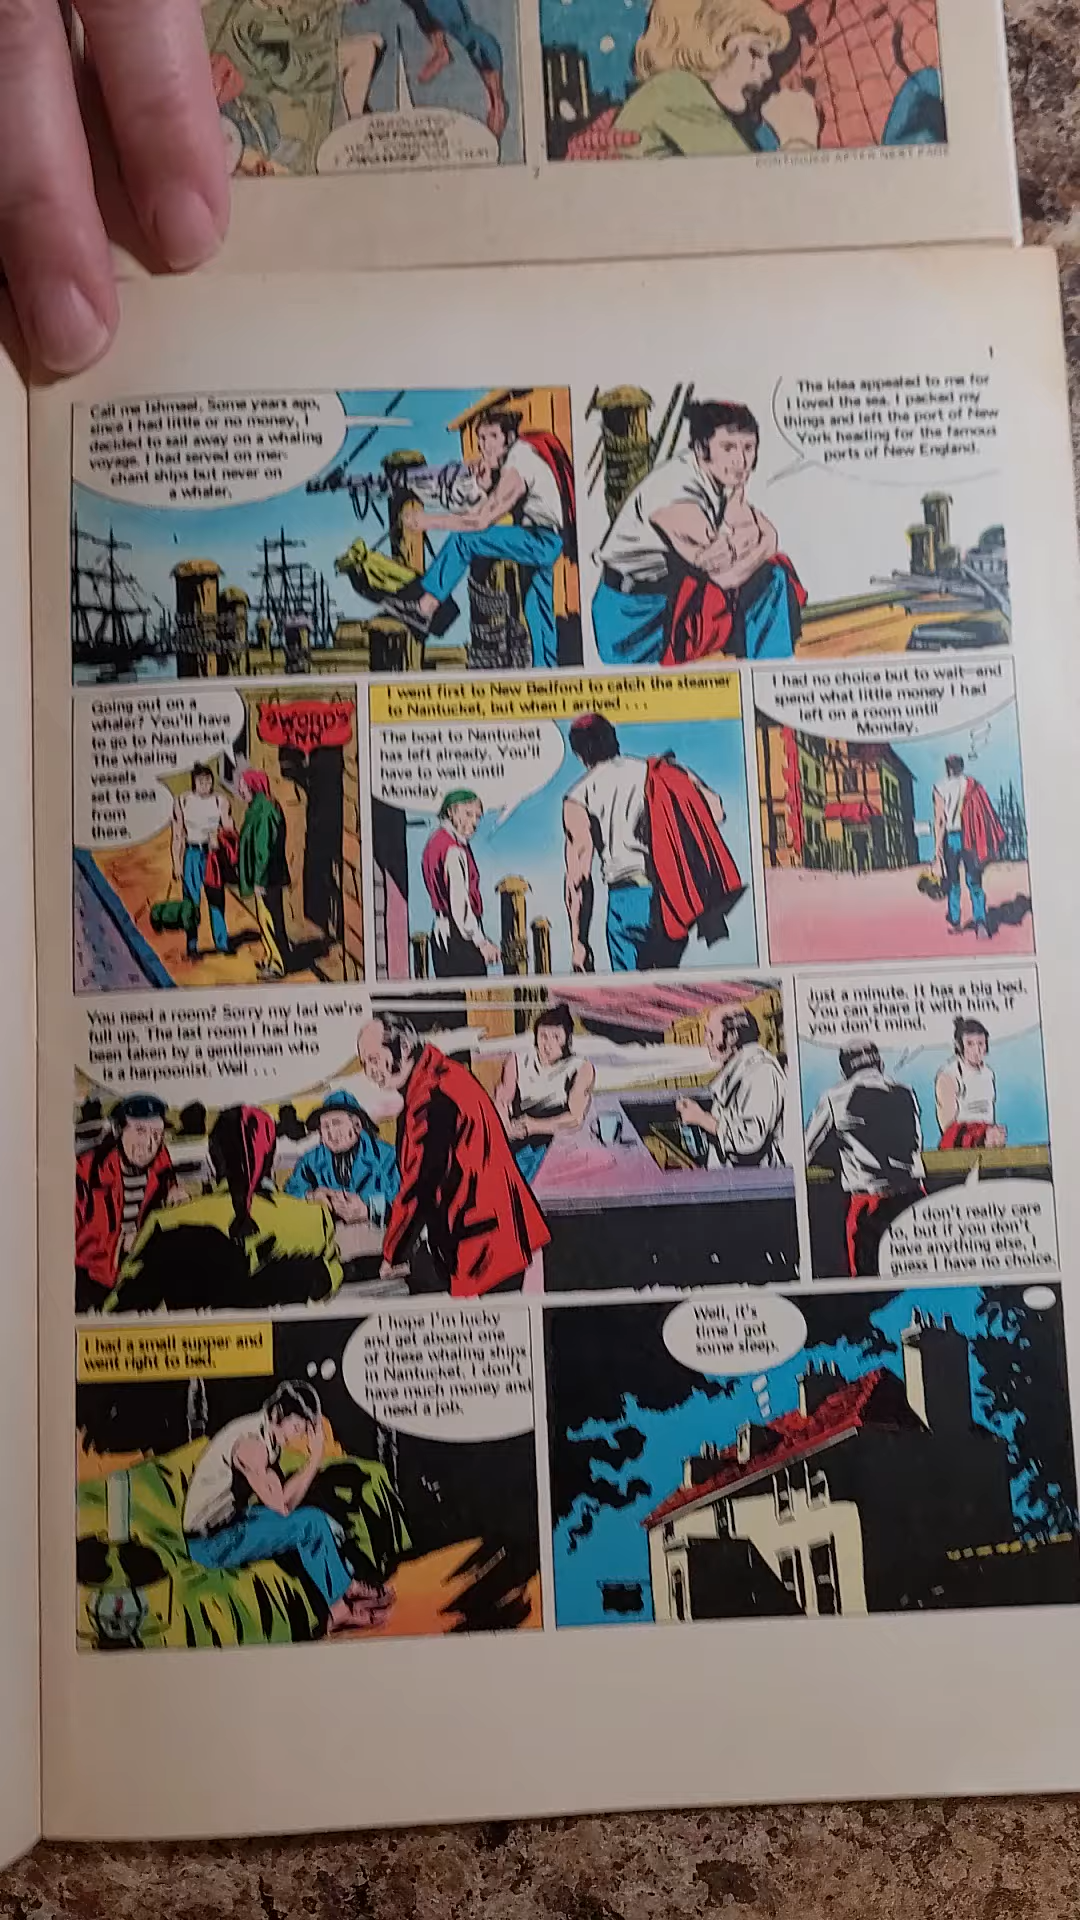 ABSOLUTELY
CONTINUED AFTER NEXT PAGE
2
1
Call me Ishmael. Some years ago,
since I had little or no money, I
decided to sail away on a whaling
voyage. I had served on mer-
chant ships but never on
a whaler.
The idea appealed to me for
I loved the sea. I packed my
things and left the port of New
York heading for the famous
ports of New England.
Going out on a
whaler? You'll have
to go to Nantucket.
The whaling
vessels
set to sea
from
there.
SWORD'S
INN
I went first to New Bedford to catch the steamer
to Nantucket, but when I arrived . . .
The boat to Nantucket
has left already. You'll
have to wait until
Monday.
I had no choice but to wait—and
spend what little money I had
left on a room until
Monday.
You need a room? Sorry my lad we're
full up. The last room I had has
been taken by a gentleman who
is a harpoonist. Well . . .
Just a minute. It has a big bed.
You can share it with him, if
you don't mind.
I don't really care
to, but if you don't
have anything else, I
guess I have no choice.
I had a small supper and
went right to bed.
I hope I'm lucky
and get aboard one
of these whaling ships
in Nantucket. I don't
have much money and
I need a job.
Well, it's
time I got
some sleep.